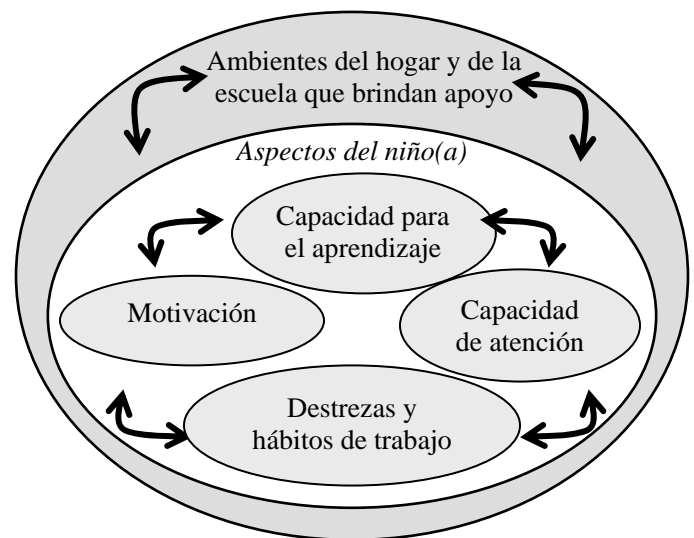 Ambientes del hogar y de la
escuela que brindan apoyo
Aspectos del niño(a)
Capacidad para
el aprendizaje
Motivación
Capacidad
de atención
Destrezas y
hábitos de trabajo